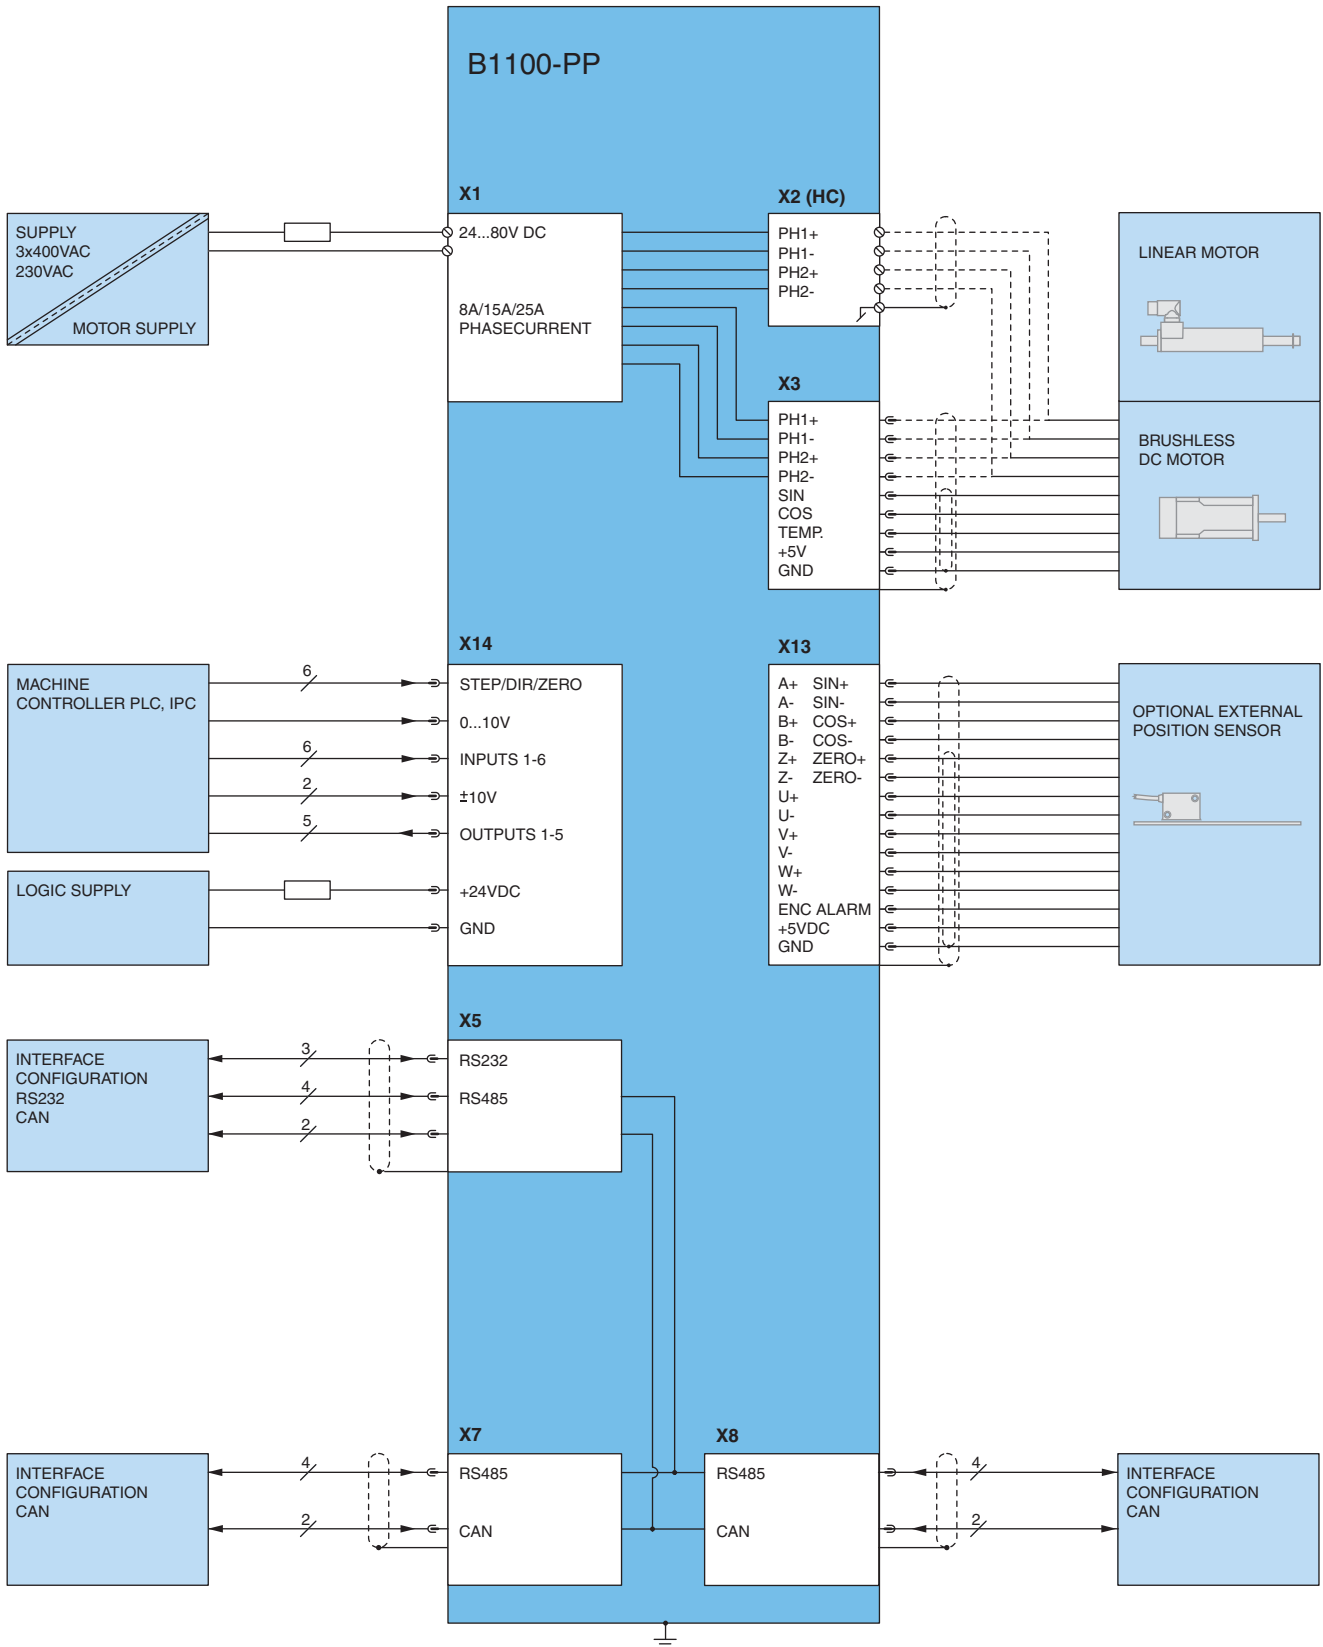 B1100-PP
X1
X2 (HC)
SUPPLY
3x400VAC
230VAC
MOTOR SUPPLY
24...80V DC
8A/15A/25A
PHASECURRENT
PH1+
PH1-
PH2+
PH2-
LINEAR MOTOR
X3
PH1+
PH1-
PH2+
PH2-
SIN
COS
TEMP.
+5V
GND
BRUSHLESS
DC MOTOR
X14
MACHINE
CONTROLLER PLC, IPC
6
STEP/DIR/ZERO
0...10V
6
INPUTS 1-6
2
±10V
5
OUTPUTS 1-5
LOGIC SUPPLY
+24VDC
GND
X13
A+ SIN+
A- SIN-
B+ COS+
B- COS-
Z+ ZERO+
Z- ZERO-
U+
U-
V+
V-
W+
W-
ENC ALARM
+5VDC
GND
OPTIONAL EXTERNAL
POSITION SENSOR
X5
INTERFACE
CONFIGURATION
RS232
CAN
3
RS232
4
RS485
2
X7
INTERFACE
CONFIGURATION
CAN
4
RS485
2
CAN
X8
RS485
4
CAN
2
INTERFACE
CONFIGURATION
CAN